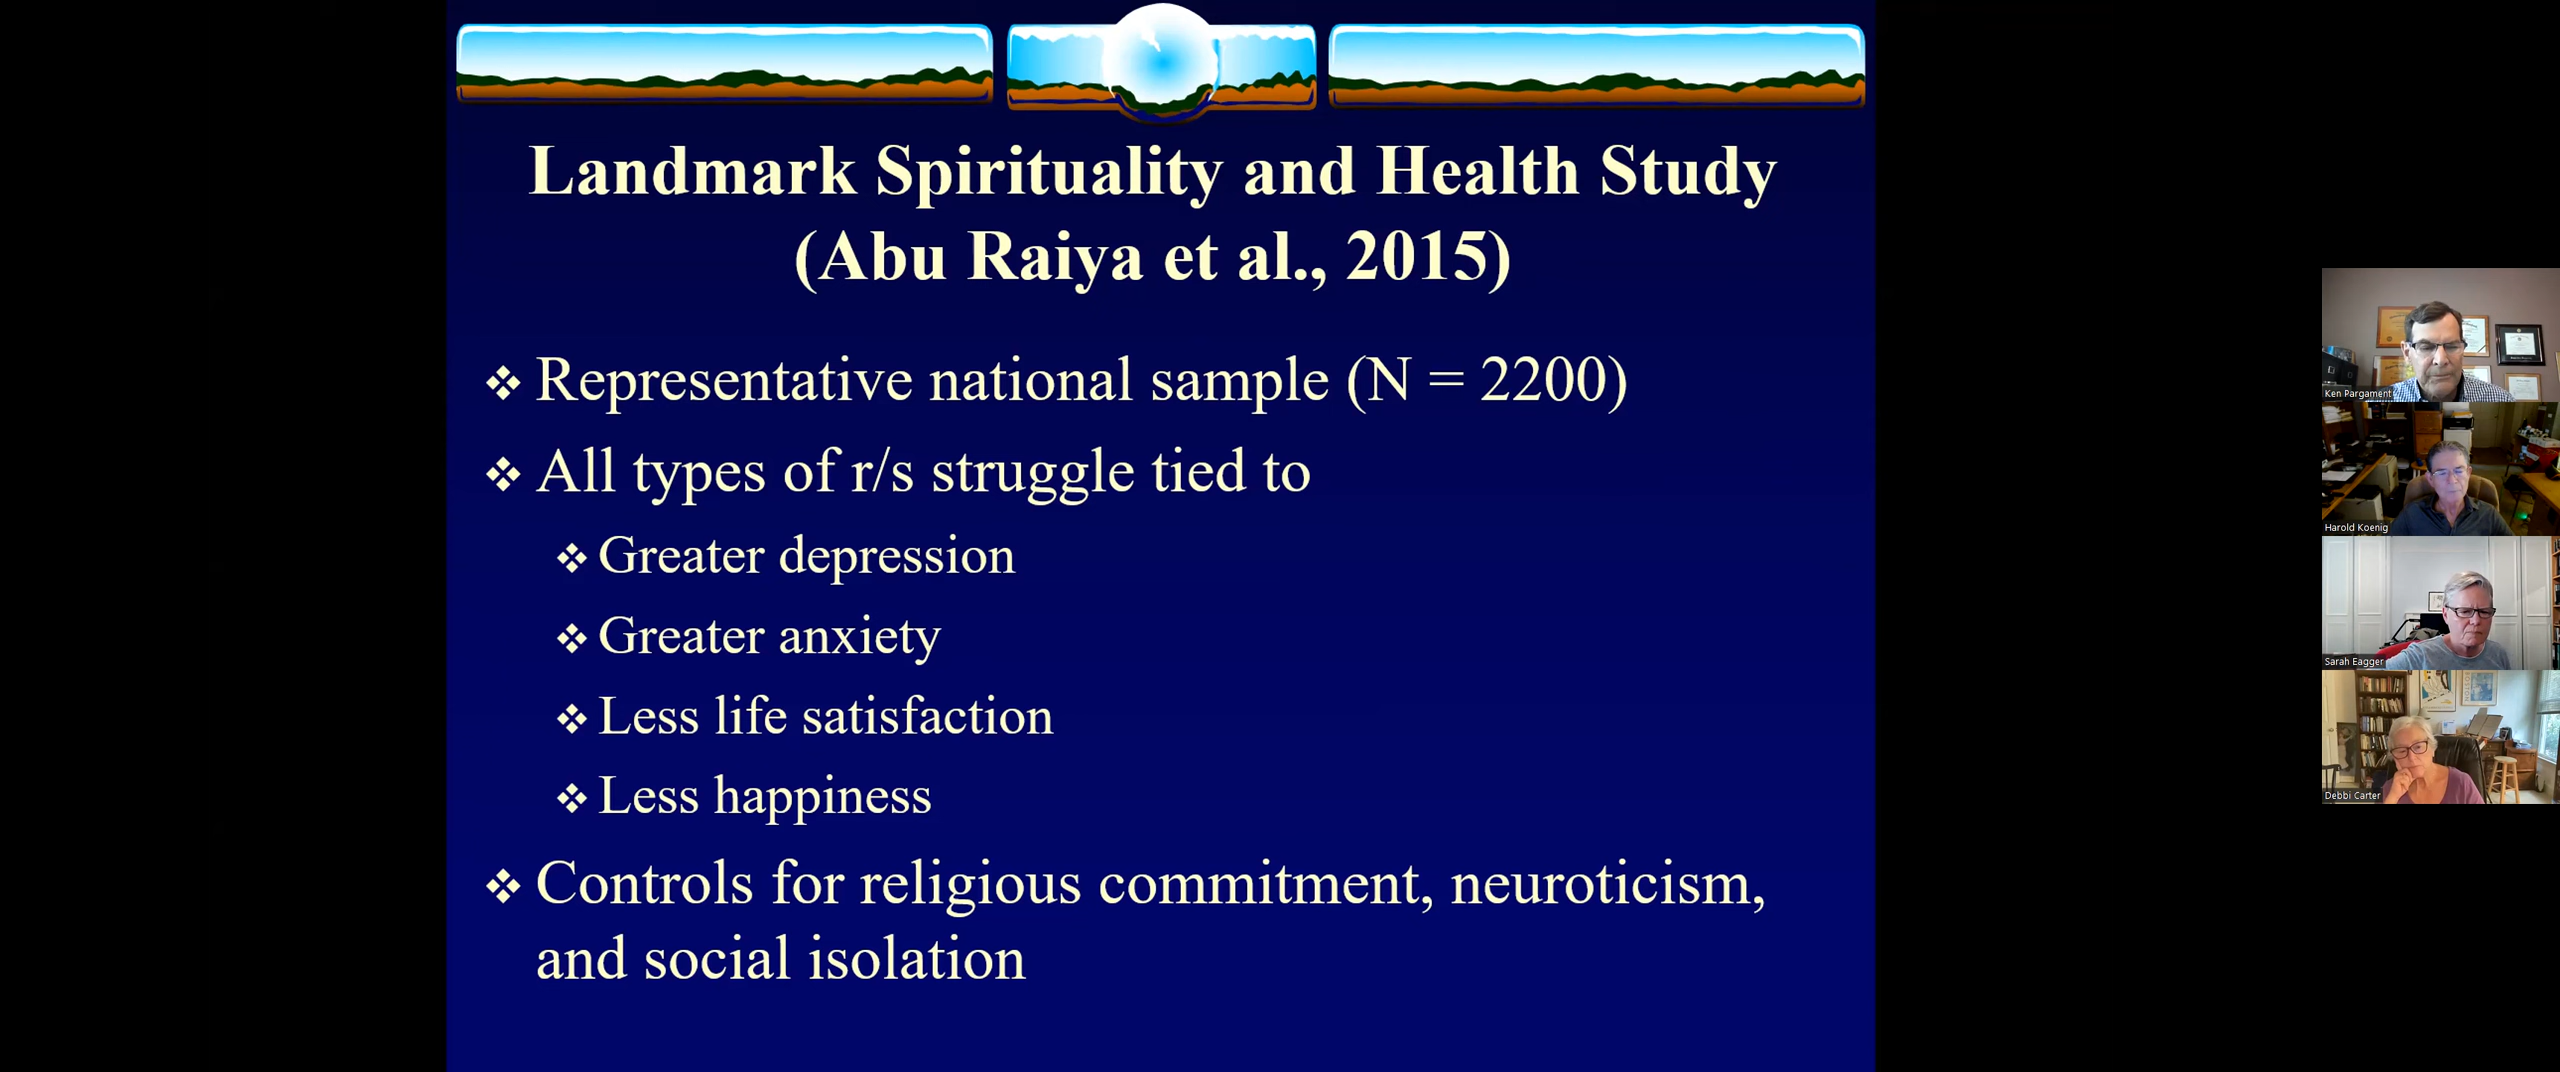 Landmark Spirituality and Health Study
(Abu Raiya et al., 2015)
❖ Representative national sample (N = 2200)
❖ All types of r/s struggle tied to
❖ Greater depression
❖ Greater anxiety
❖ Less life satisfaction
❖ Less happiness
❖ Controls for religious commitment, neuroticism,
and social isolation
Ken Pargament
Harold Koenig
Sarah Eagger
Debbi Carter